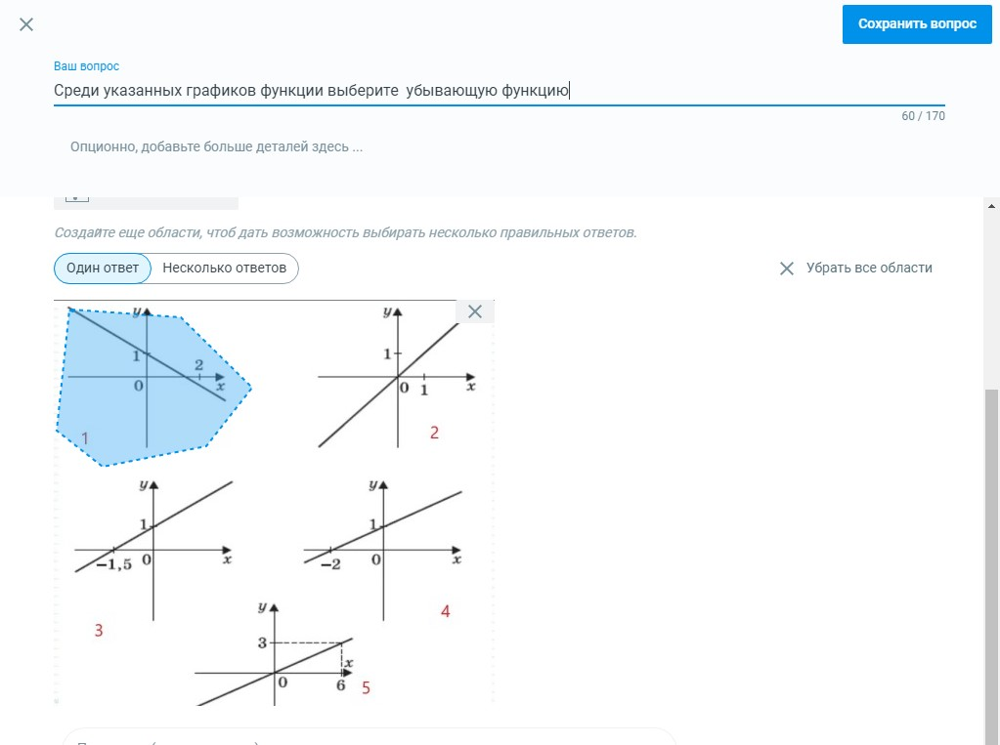 Сохранить вопрос
Ваш вопрос
Среди указанных графиков функции выберите  убывающую функцию
60 / 170
Опционно, добавьте больше деталей здесь ...
Создайте еще области, чтоб дать возможность выбирать несколько правильных ответов.
Один ответ Несколько ответов Убрать все области
y y
1 1
2
0 x 0 1 x
1 2
y y
1 1
−1,5 0 x −2 0 x
3 4
y
3
x
0 6 5